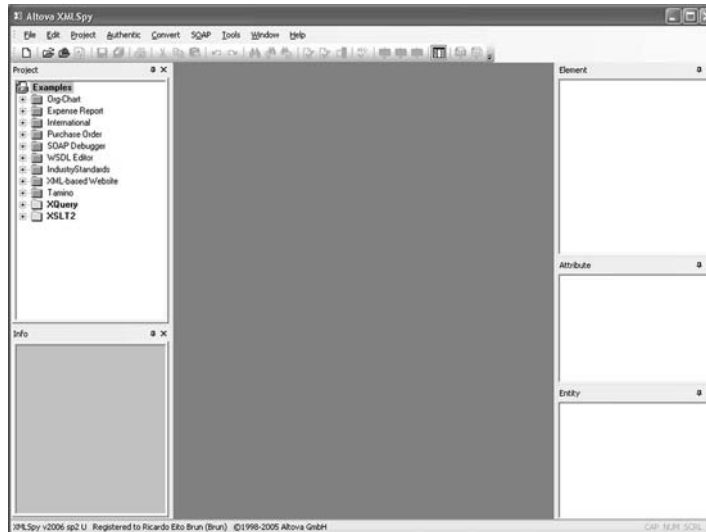 Altova XMLSpy
File Edit Project Authentic Convert SOAP Tools Window Help
Project
Examples
Org-Chart
Expense Report
International
Purchase Order
SOAP Debugger
WSDL Editor
IndustryStandards
XML-based Website
Tamino
XQuery
XSLT2
Info
Element
Attribute
Entity
XMLSpy v2006 sp2 U Registered to Ricardo Eito Brun (Brun) ©1998-2005 Altova GmbH CAP NUM SCRL